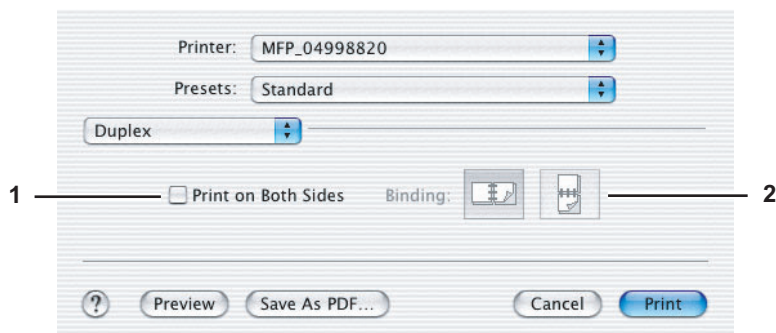 Printer: MFP_04998820
Presets: Standard
Duplex
1 Print on Both Sides Binding: 2
? Preview Save As PDF... Cancel Print